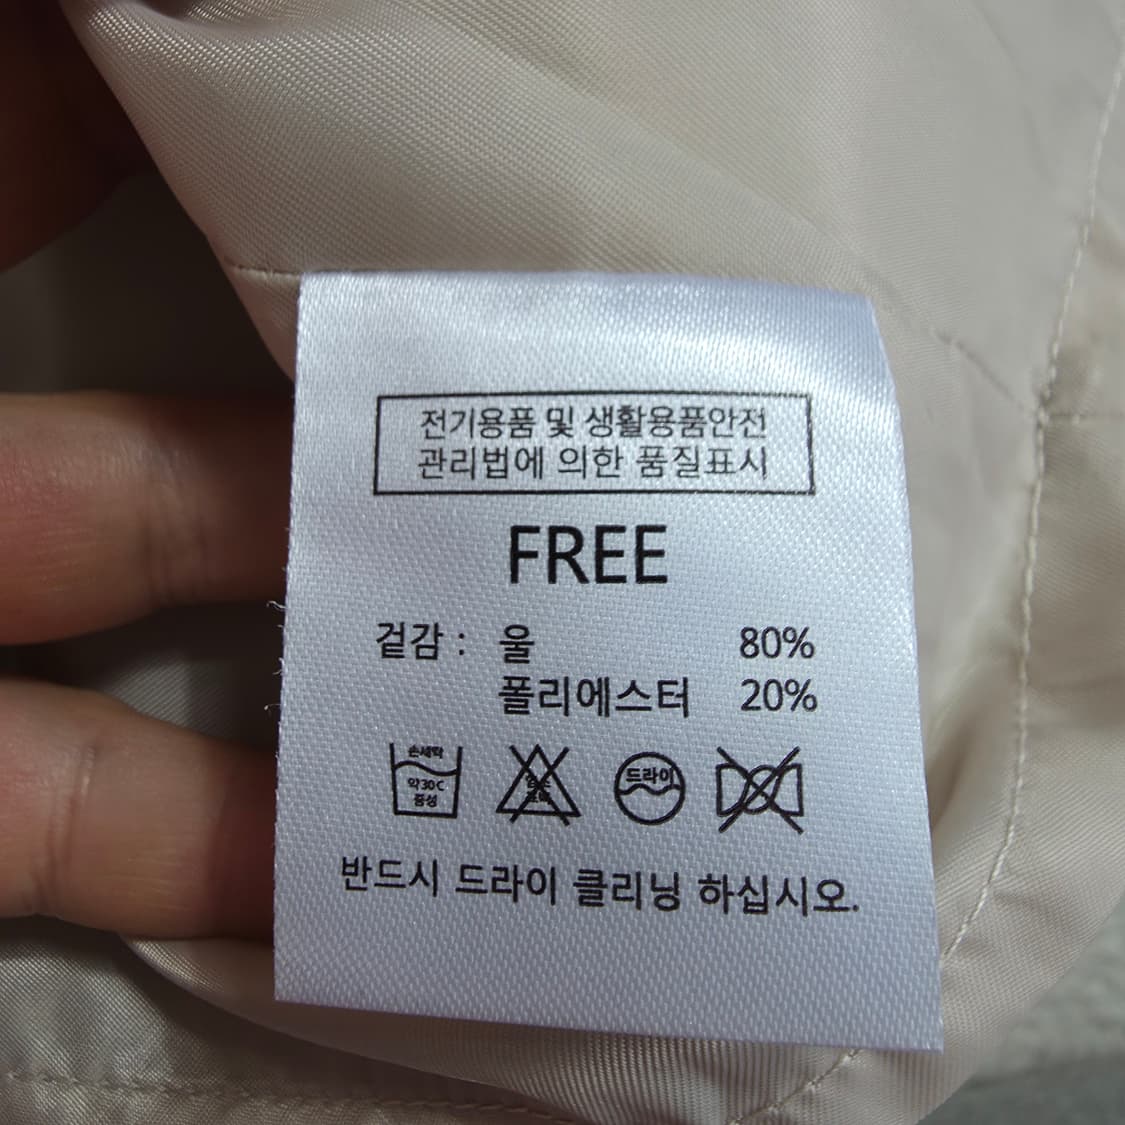 전기용품 및 생활용품안전
관리법에 의한 품질표시
FREE
겉감 : 울 80%
폴리에스터 20%
손세탁
약30℃
중성
드라이
반드시 드라이 클리닝 하십시오.